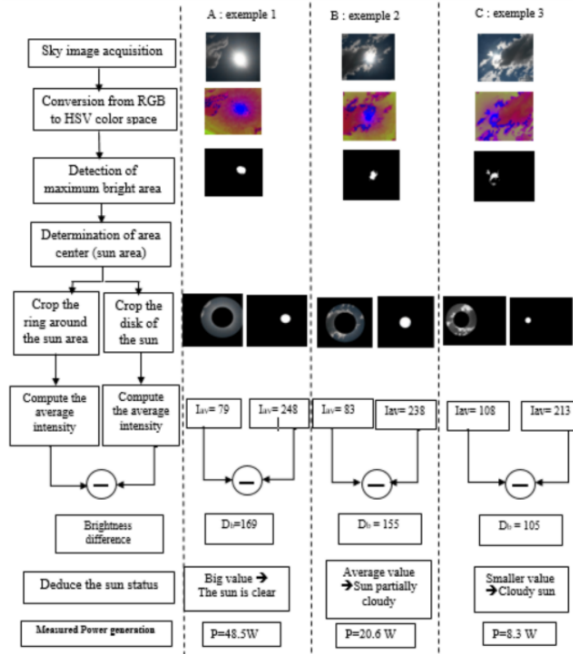 A : exemple 1
B : exemple 2
C : exemple 3
Sky image acquisition
Conversion from RGB
to HSV color space
Detection of
maximum bright area
Determination of area
center (sun area)
Crop the
ring around
the sun area
Crop the
disk of
the sun
Compute the
average
intensity
Compute the
average
intensity
Iav= 79
Iav= 248
Iav= 83
Iav= 238
Iav= 108
Iav= 213
Brightness
difference
Db=169
Db = 155
Db = 105
Deduce the sun status
Big value ➔
The sun is clear
Average value
➔Sun partially
cloudy
Smaller value
➔Cloudy sun
Measured Power generation
P=48.5W
P=20.6 W
P=8.3 W